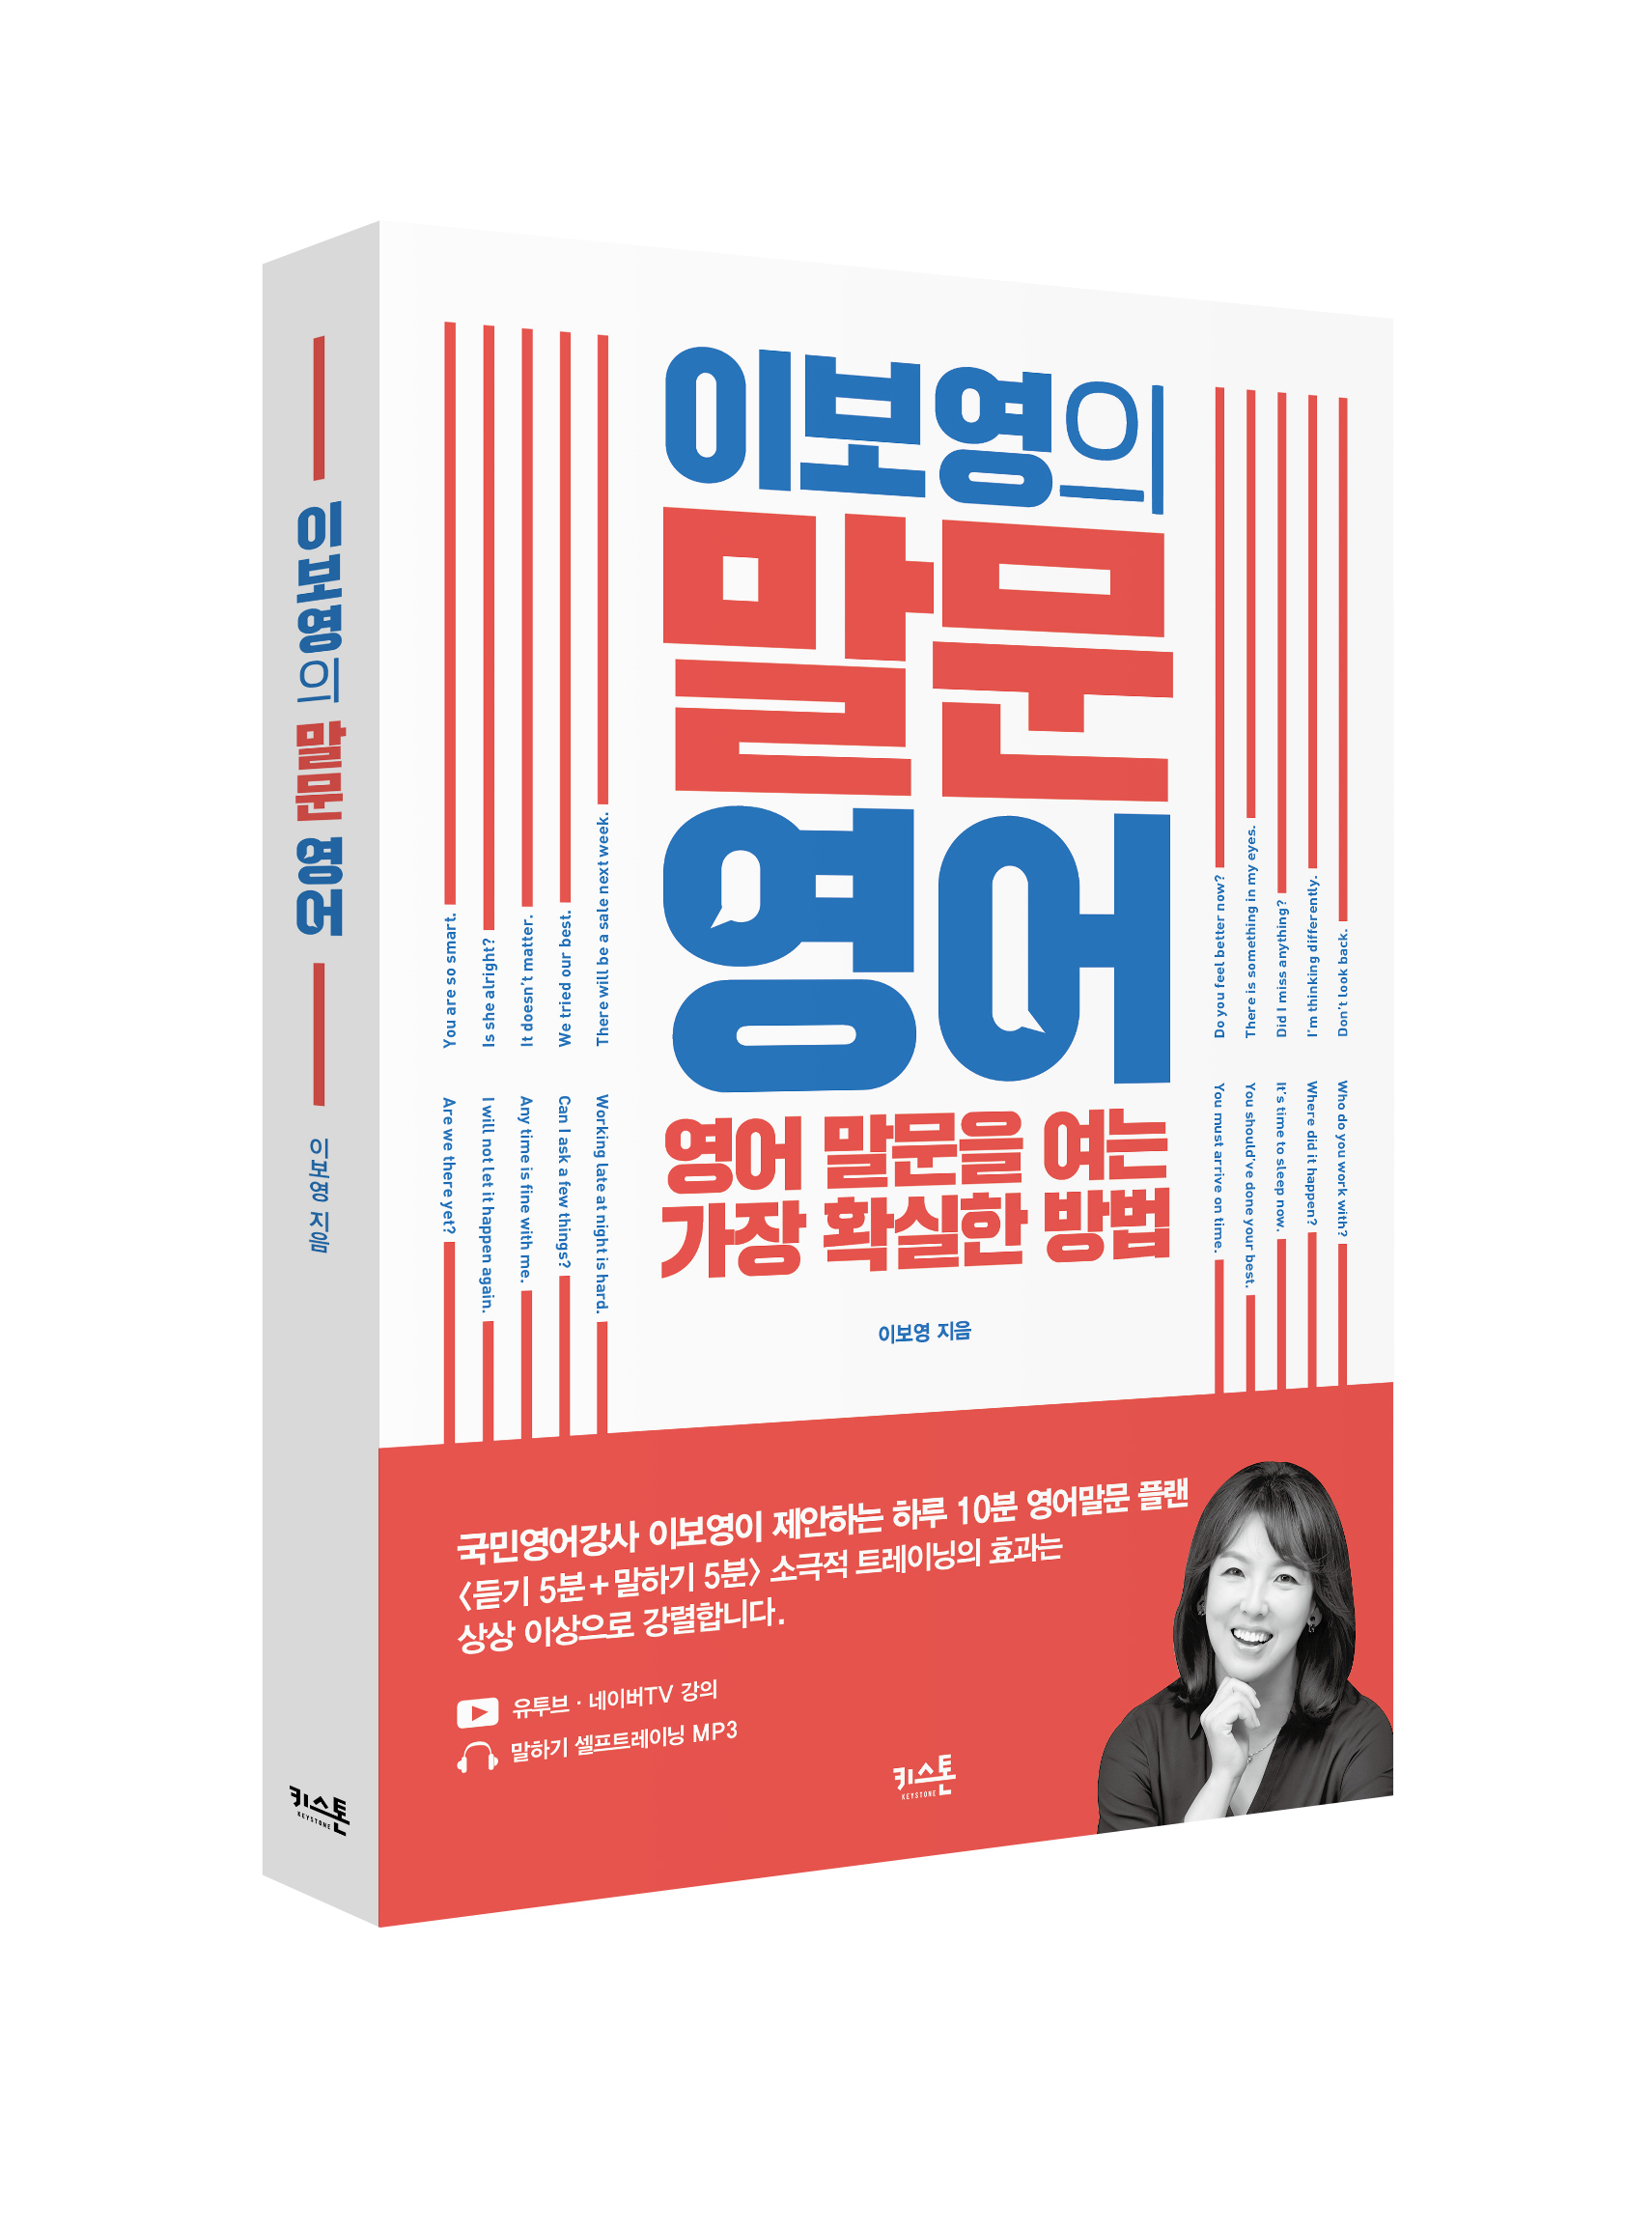 이보영의
말문
영어
영어 말문을 여는
가장 확실한 방법
이보영 지음
You are so smart.
Is she alright?
It doesn't matter.
We tried our best.
There will be a sale next week.
Do you feel better now?
There is something in my eyes.
Did I miss anything?
I'm thinking differently.
Don't look back.
Are we there yet?
I will not let it happen again.
Any time is fine with me.
Can I ask a few things?
Working late at night is hard.
You must arrive on time.
You should've done your best.
It's time to sleep now.
Where did it happen?
Who do you work with?
국민영어강사 이보영이 제안하는 하루 10분 영어말문 플랜
〈듣기 5분+말하기 5분〉 소극적 트레이닝의 효과는
상상 이상으로 강렬합니다.
유투브 · 네이버TV 강의
말하기 셀프트레이닝 MP3
키스톤
KEYSTONE
이보영의 말문 영어
이보영 지음
키스톤
KEYSTONE